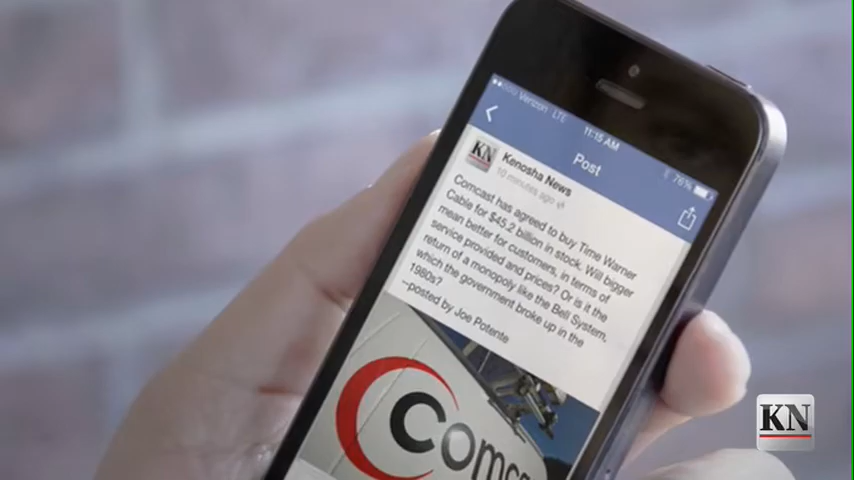 Verizon LTE
11:15 AM
76%
Post
KN
Kenosha News
10 minutes ago
Comcast has agreed to buy Time Warner
Cable for $45.2 billion in stock. Will bigger
mean better for customers, in terms of
service provided and prices? Or is it the
return of a monopoly like the Bell System,
which the government broke up in the
1980s?
--posted by Joe Potente
Comca
KN